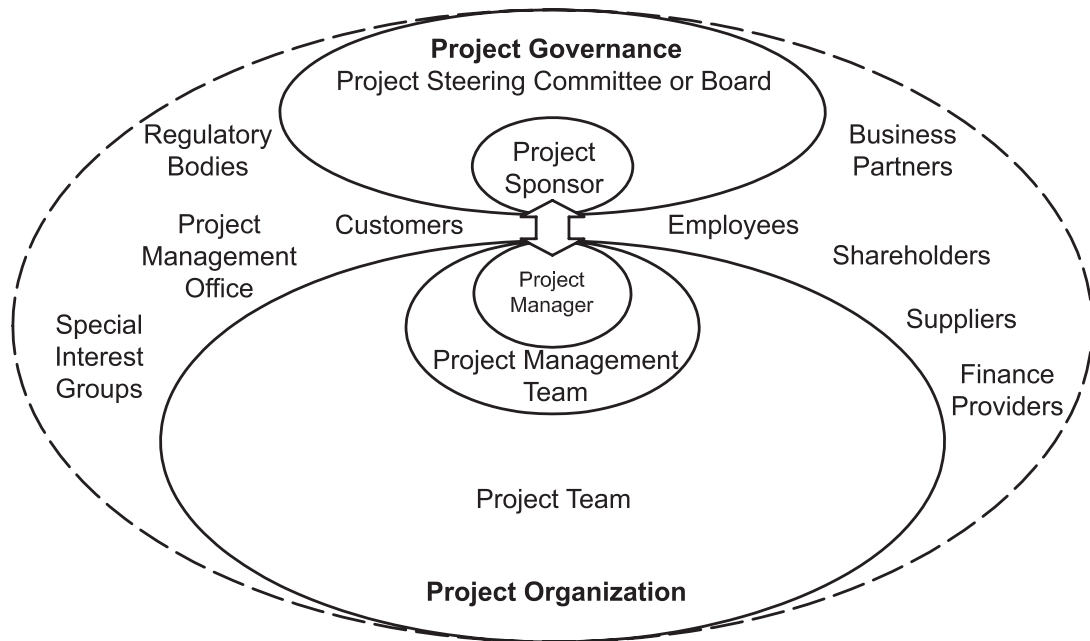 Project Governance
Project Steering Committee or Board
Regulatory
Bodies
Business
Partners
Project
Sponsor
Project
Management
Office
Customers
Employees
Shareholders
Project
Manager
Special
Interest
Groups
Suppliers
Project Management
Team
Finance
Providers
Project Team
Project Organization